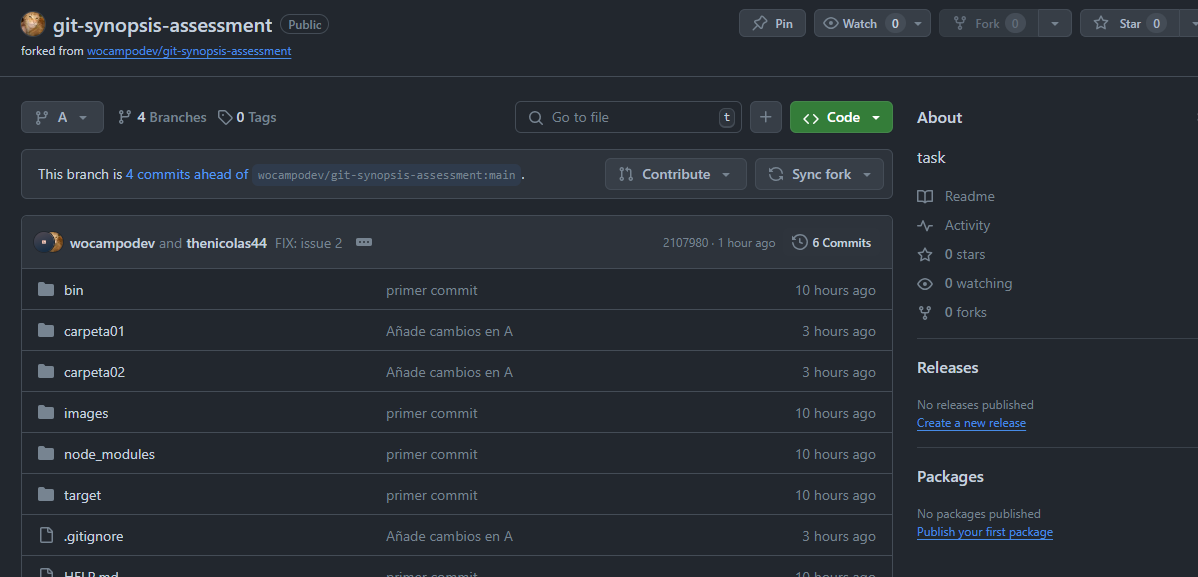 git-synopsis-assessment Public
Pin
Watch 0
Fork 0
Star 0
forked from wocampodev/git-synopsis-assessment
A
4 Branches
0 Tags
Go to file
t
Code
This branch is 4 commits ahead of wocampodev/git-synopsis-assessment:main .
Contribute
Sync fork
wocampodev and thenicolas44 FIX: issue 2
2107980 · 1 hour ago
6 Commits
bin primer commit 10 hours ago
carpeta01 Añade cambios en A 3 hours ago
carpeta02 Añade cambios en A 3 hours ago
images primer commit 10 hours ago
node_modules primer commit 10 hours ago
target primer commit 10 hours ago
.gitignore Añade cambios en A 3 hours ago
HELP.md primer commit 10 hours ago
About
task
Readme
Activity
0 stars
0 watching
0 forks
Releases
No releases published
Create a new release
Packages
No packages published
Publish your first package